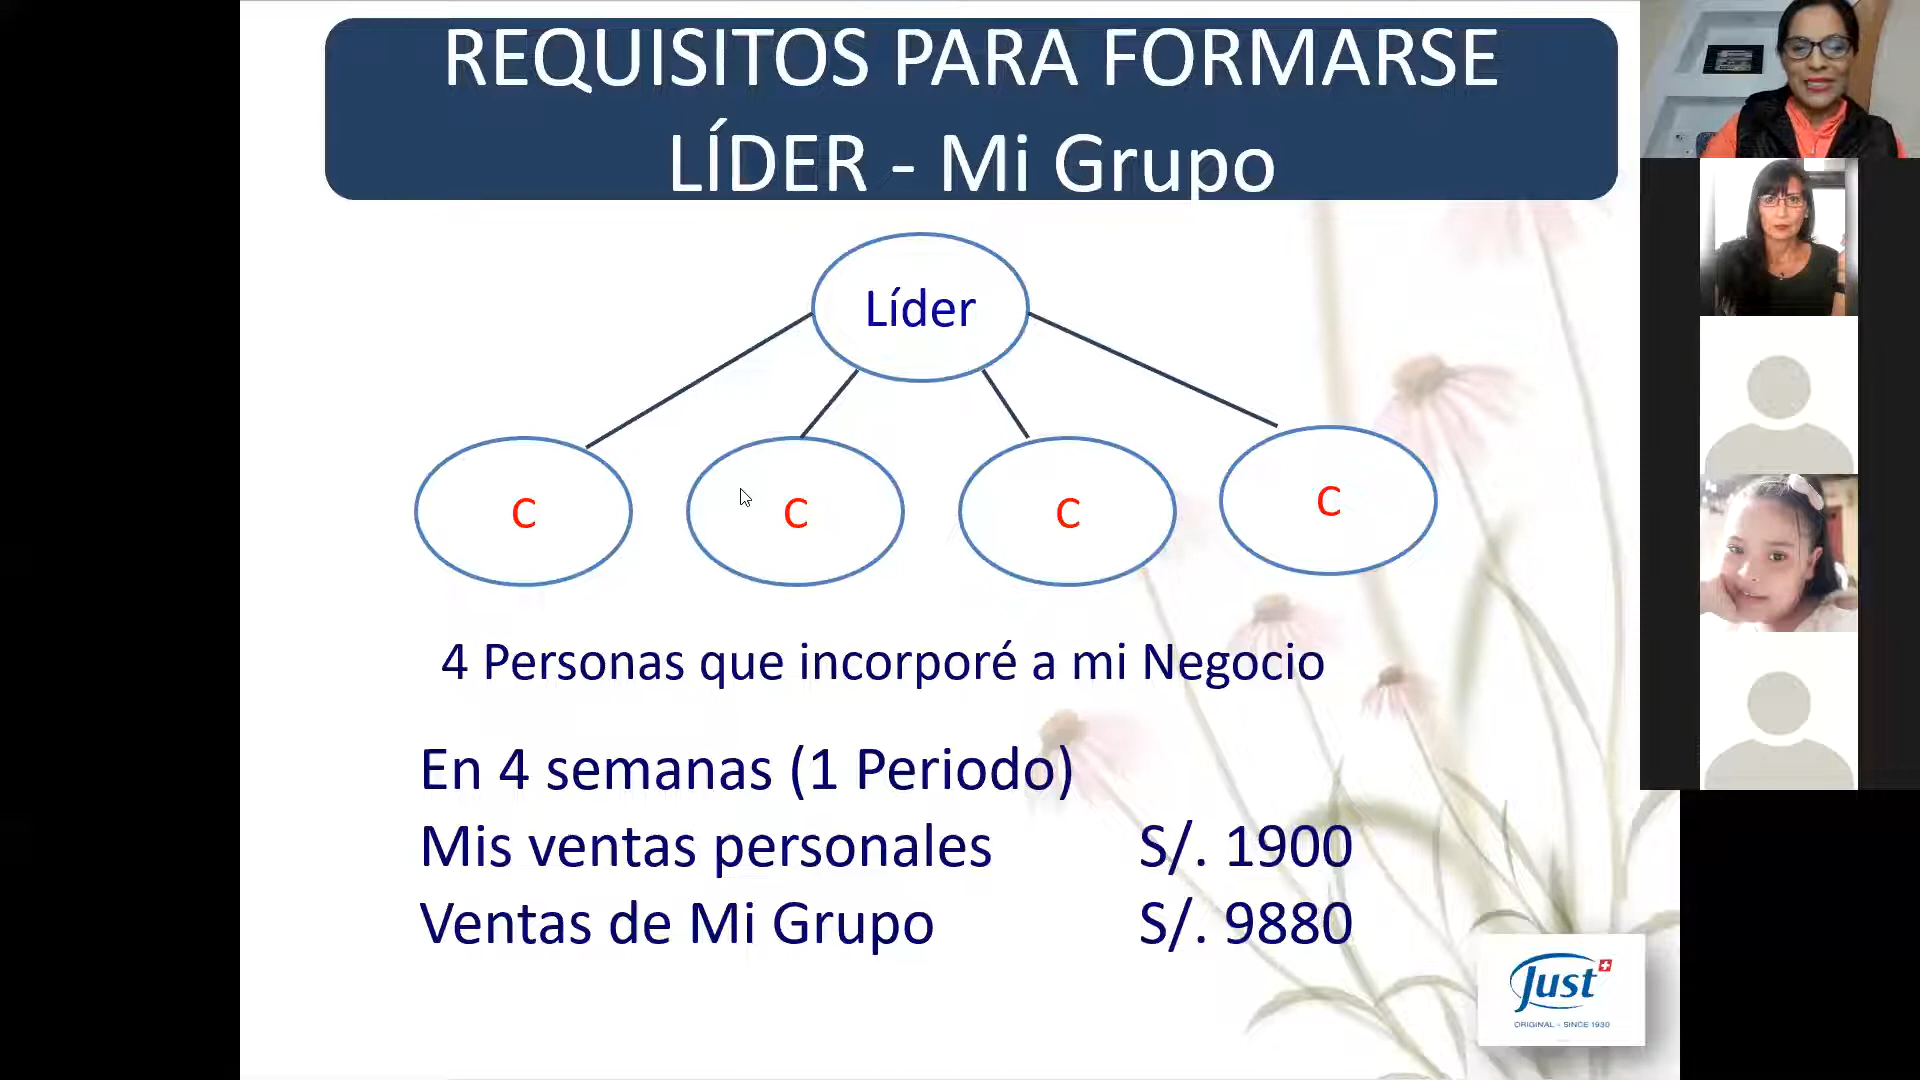 REQUISITOS PARA FORMARSE
LÍDER - Mi Grupo
Líder
C
C
C
C
4 Personas que incorporé a mi Negocio
En 4 semanas (1 Periodo)
Mis ventas personales S/. 1900
Ventas de Mi Grupo S/. 9880
Just
ORIGINAL - SINCE 1930